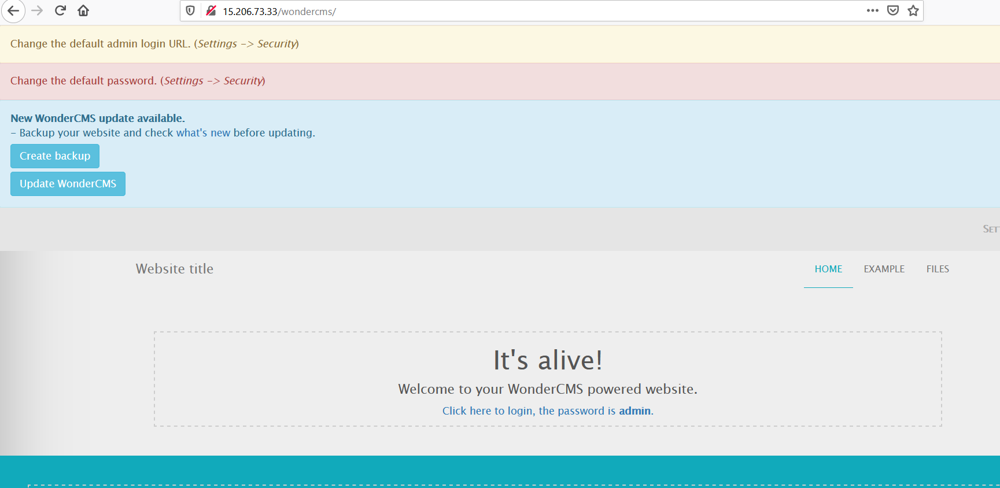 15.206.73.33/wondercms/
Change the default admin login URL. (Settings -> Security)
Change the default password. (Settings -> Security)
New WonderCMS update available.
- Backup your website and check what's new before updating.
Create backup
Update WonderCMS
SET
Website title
HOME EXAMPLE FILES
It's alive!
Welcome to your WonderCMS powered website.
Click here to login, the password is admin.